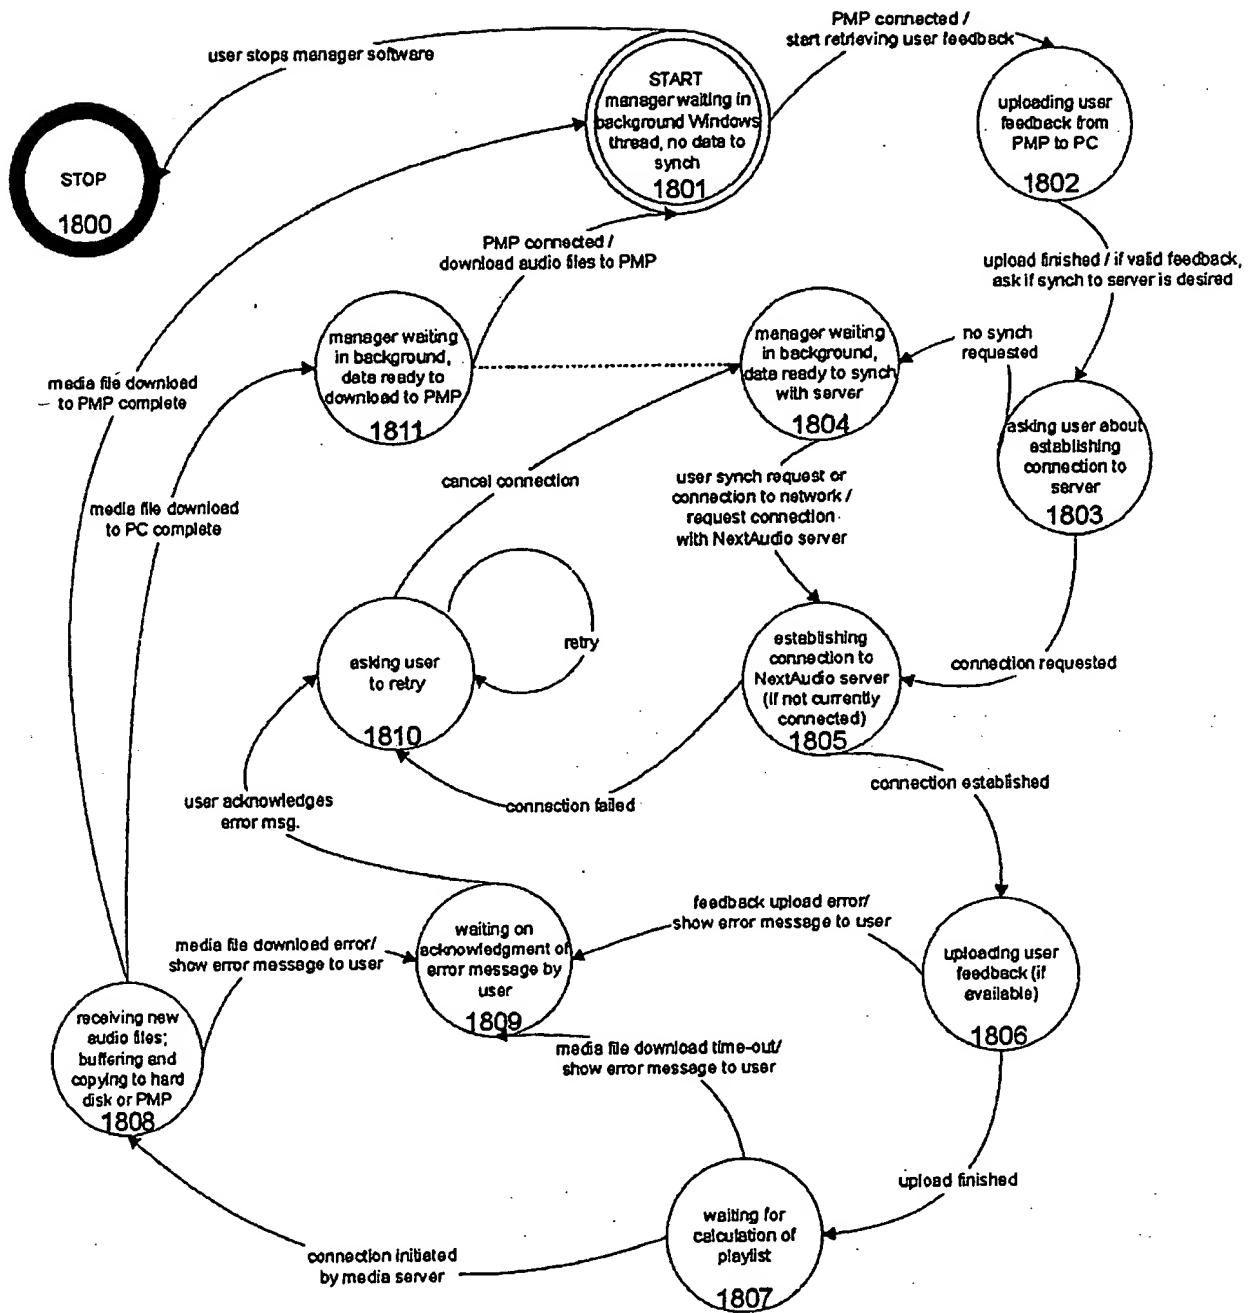 PMP connected /
start retrieving user feedback
user stops manager software
START
manager waiting in
background Windows
thread, no data to
synch
1801
uploading user
feedback from
PMP to PC
1802
STOP
1800
PMP connected /
download audio files to PMP
upload finished / if valid feedback,
ask if synch to server is desired
manager waiting
in background,
data ready to
download to PMP
1811
manager waiting
in background,
data ready to synch
with server
1804
no synch
requested
media file download
to PMP complete
asking user about
establishing
connection to
server
1803
cancel connection
user synch request or
connection to network /
request connection
with NextAudio server
media file download
to PC complete
retry
asking user
to retry
1810
establishing
connection to
NextAudio server
(if not currently
connected)
1805
connection requested
connection established
user acknowledges
error msg.
connection failed
feedback upload error/
show error message to user
media file download error/
show error message to user
waiting on
acknowledgment of
error message by
user
1809
uploading user
feedback (if
available)
1806
receiving new
audio files;
buffering and
copying to hard
disk or PMP
1808
media file download time-out/
show error message to user
upload finished
waiting for
calculation of
playlist
1807
connection initiated
by media server